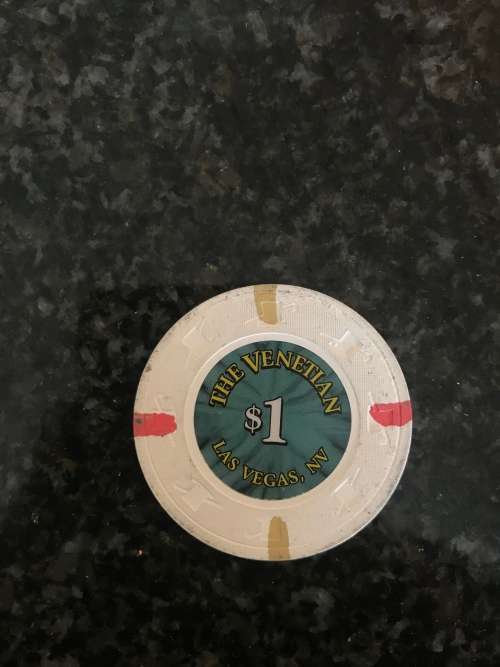 THE VENETIAN
$1
LAS VEGAS, NV